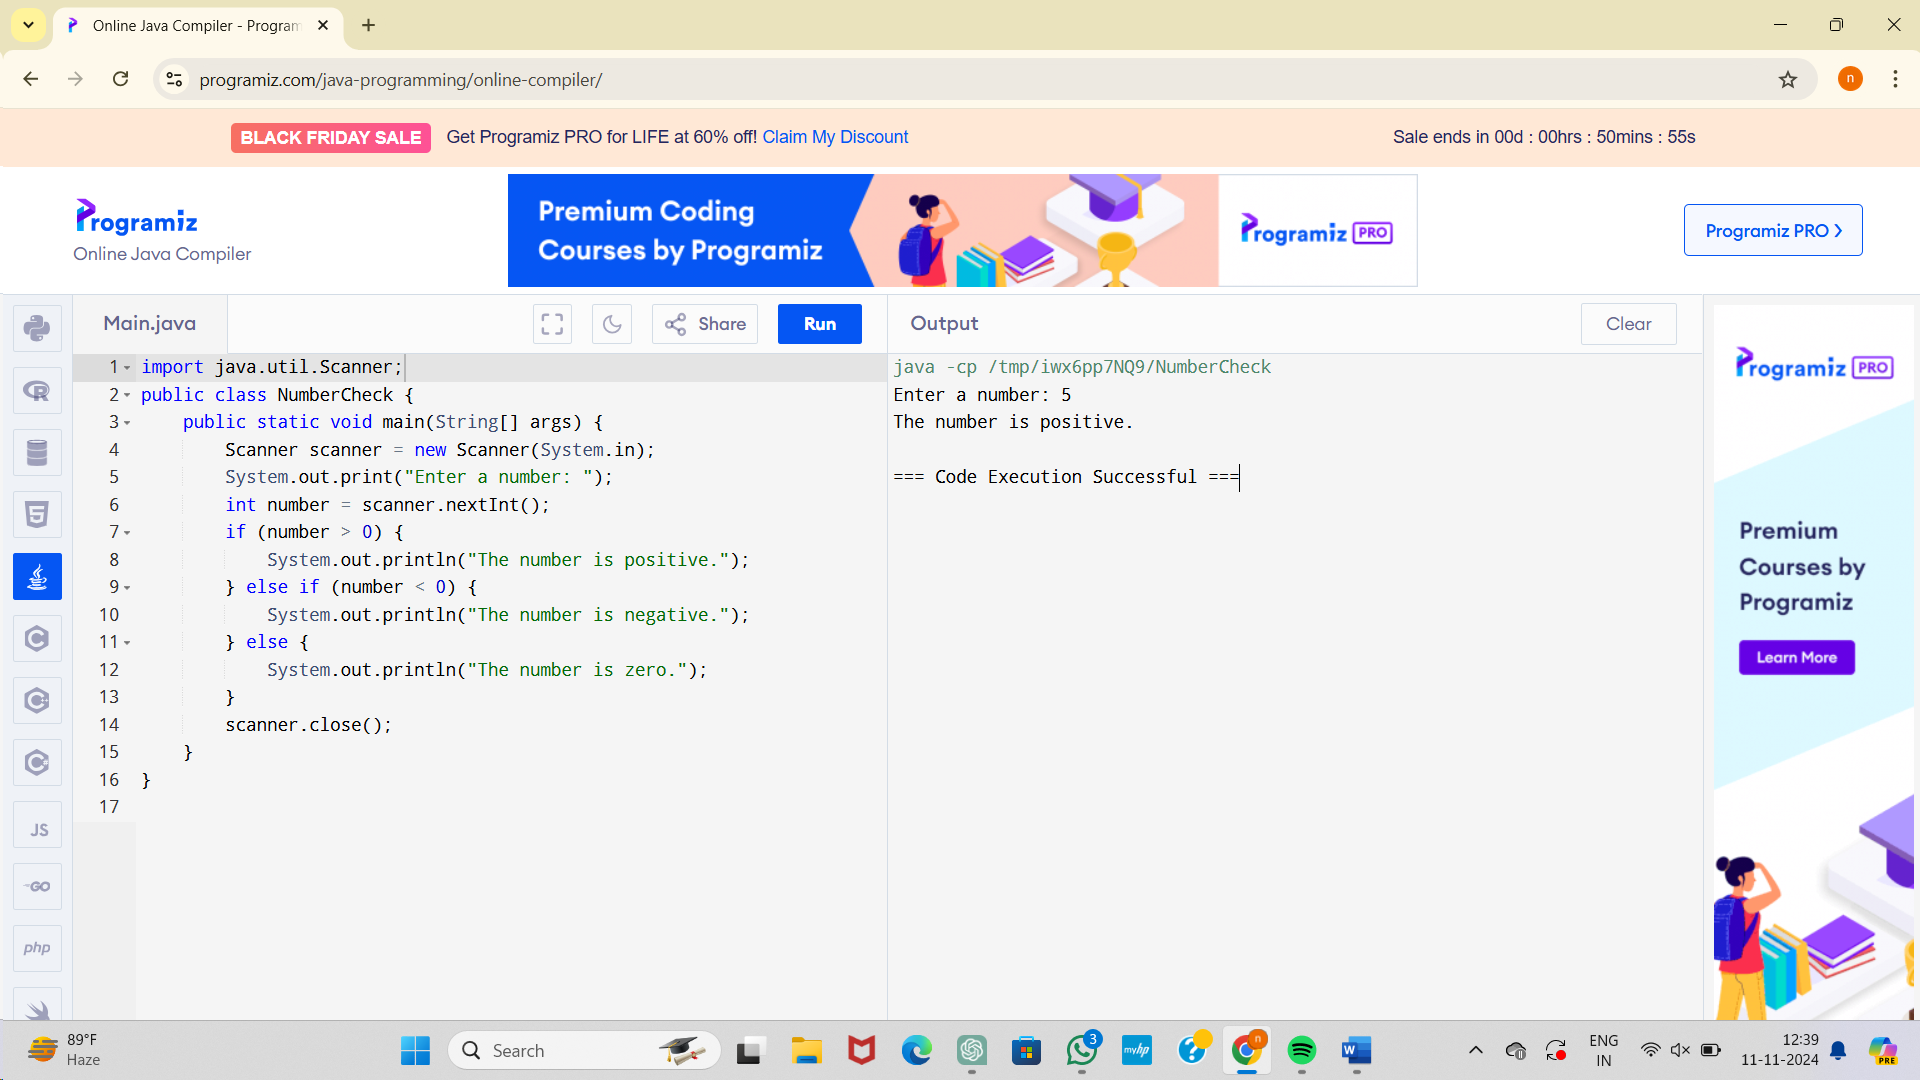 Online Java Compiler - Program
programiz.com/java-programming/online-compiler/
n
BLACK FRIDAY SALE Get Programiz PRO for LIFE at 60% off! Claim My Discount Sale ends in 00d : 00hrs : 50mins : 55s
Programiz
Online Java Compiler
Premium Coding
Courses by Programiz
Programiz PRO
Programiz PRO
Main.java
Share
Run
Output
Clear
1 import java.util.Scanner;
2 public class NumberCheck {
3 public static void main(String[] args) {
4 Scanner scanner = new Scanner(System.in);
5 System.out.print("Enter a number: ");
6 int number = scanner.nextInt();
7 if (number > 0) {
8 System.out.println("The number is positive.");
9 } else if (number < 0) {
10 System.out.println("The number is negative.");
11 } else {
12 System.out.println("The number is zero.");
13 }
14 scanner.close();
15 }
16 }
17
java -cp /tmp/iwx6pp7NQ9/NumberCheck
Enter a number: 5
The number is positive.
=== Code Execution Successful ===
Programiz PRO
Premium
Courses by
Programiz
Learn More
JS
GO
php
89°F
Haze
Search
myhp
3
n
W
ENG
IN
12:39
11-11-2024
PRE